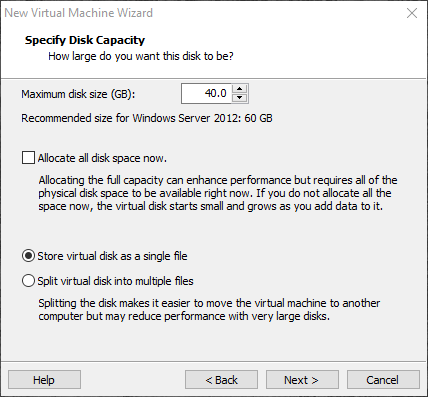 New Virtual Machine Wizard
Specify Disk Capacity
How large do you want this disk to be?
Maximum disk size (GB): 40.0
Recommended size for Windows Server 2012: 60 GB
Allocate all disk space now.
Allocating the full capacity can enhance performance but requires all of the
physical disk space to be available right now. If you do not allocate all the
space now, the virtual disk starts small and grows as you add data to it.
Store virtual disk as a single file
Split virtual disk into multiple files
Splitting the disk makes it easier to move the virtual machine to another
computer but may reduce performance with very large disks.
Help < Back Next > Cancel